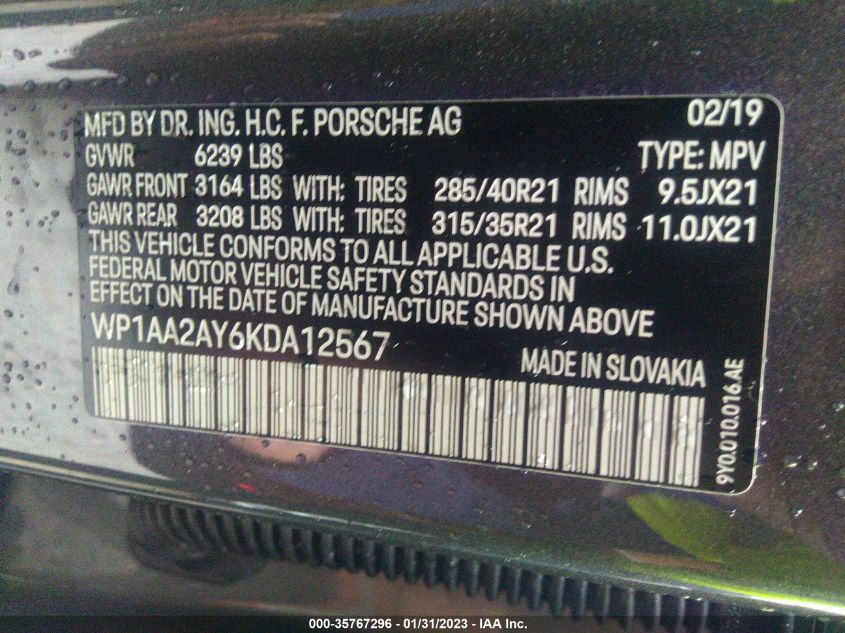 MFD BY DR. ING. H.C. F. PORSCHE AG 02/19
GVWR 6239 LBS TYPE: MPV
GAWR FRONT 3164 LBS WITH: TIRES 285/40R21 RIMS 9.5JX21
GAWR REAR 3208 LBS WITH: TIRES 315/35R21 RIMS 11.0JX21
THIS VEHICLE CONFORMS TO ALL APPLICABLE U.S.
FEDERAL MOTOR VEHICLE SAFETY STANDARDS IN
EFFECT ON THE DATE OF MANUFACTURE SHOWN ABOVE
WP1AA2AY6KDA12567
MADE IN SLOVAKIA
9Y0.010.016.AE
000-35767296 - 01/31/2023 - IAA Inc.